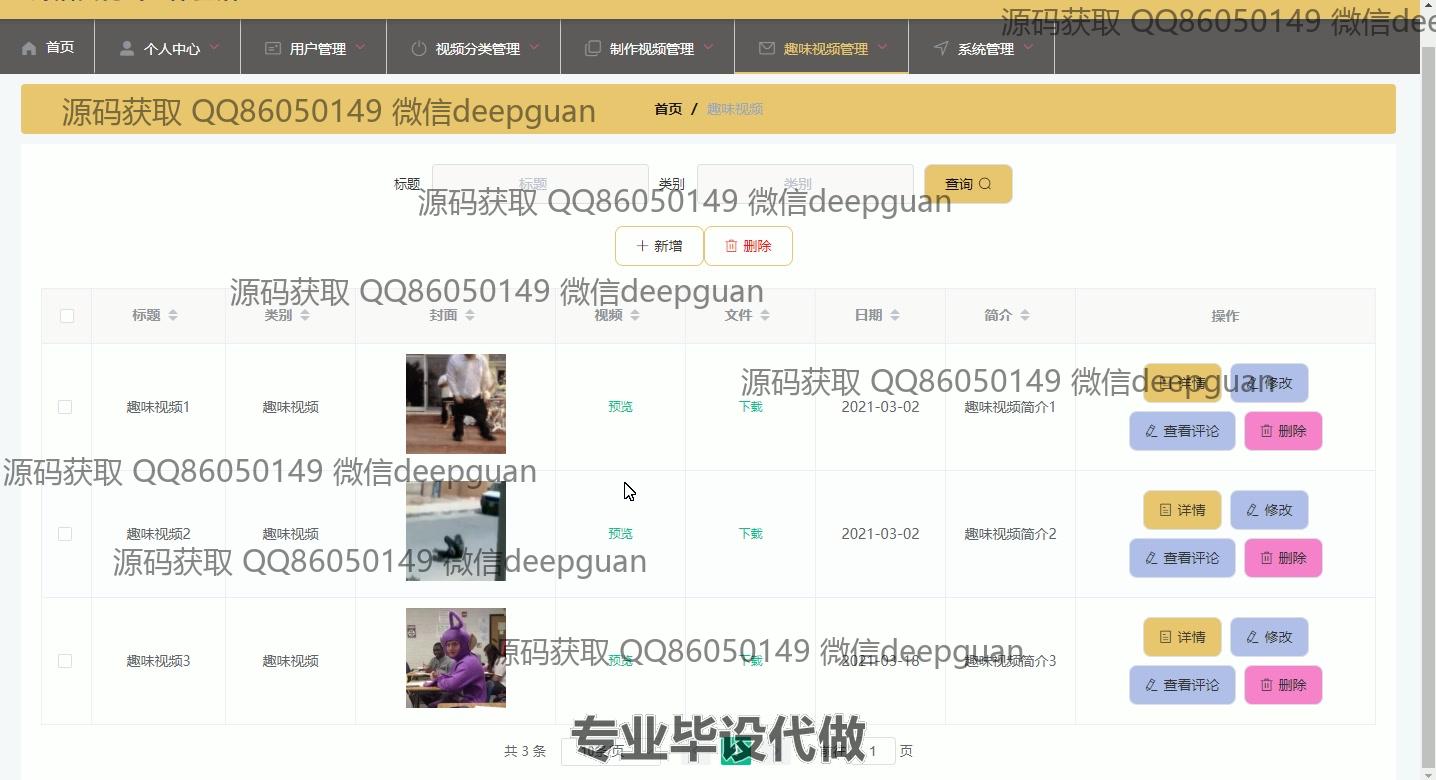 源码获取 QQ86050149 微信dee
首页 个人中心 用户管理 视频分类管理 制作视频管理 趣味视频管理 系统管理
源码获取 QQ86050149 微信deepguan
首页 / 趣味视频
标题 标题 类别 类别 查询
源码获取 QQ86050149 微信deepguan
新增 删除
源码获取 QQ86050149 微信deepguan
标题 类别 封面 视频 文件 日期 简介 操作
源码获取 QQ86050149 微信deepguan
详情 修改
趣味视频1 趣味视频 预览 下载 2021-03-02 趣味视频简介1
查看评论 删除
源码获取 QQ86050149 微信deepguan
详情 修改
趣味视频2 趣味视频 预览 下载 2021-03-02 趣味视频简介2
查看评论 删除
源码获取 QQ86050149 微信deepguan
详情 修改
源码获取 QQ86050149 微信deepguan
趣味视频3 趣味视频 预览 下载 2021-03-18 趣味视频简介3
查看评论 删除
专业毕设代做
共 3 条 10条/页 前往 1 页